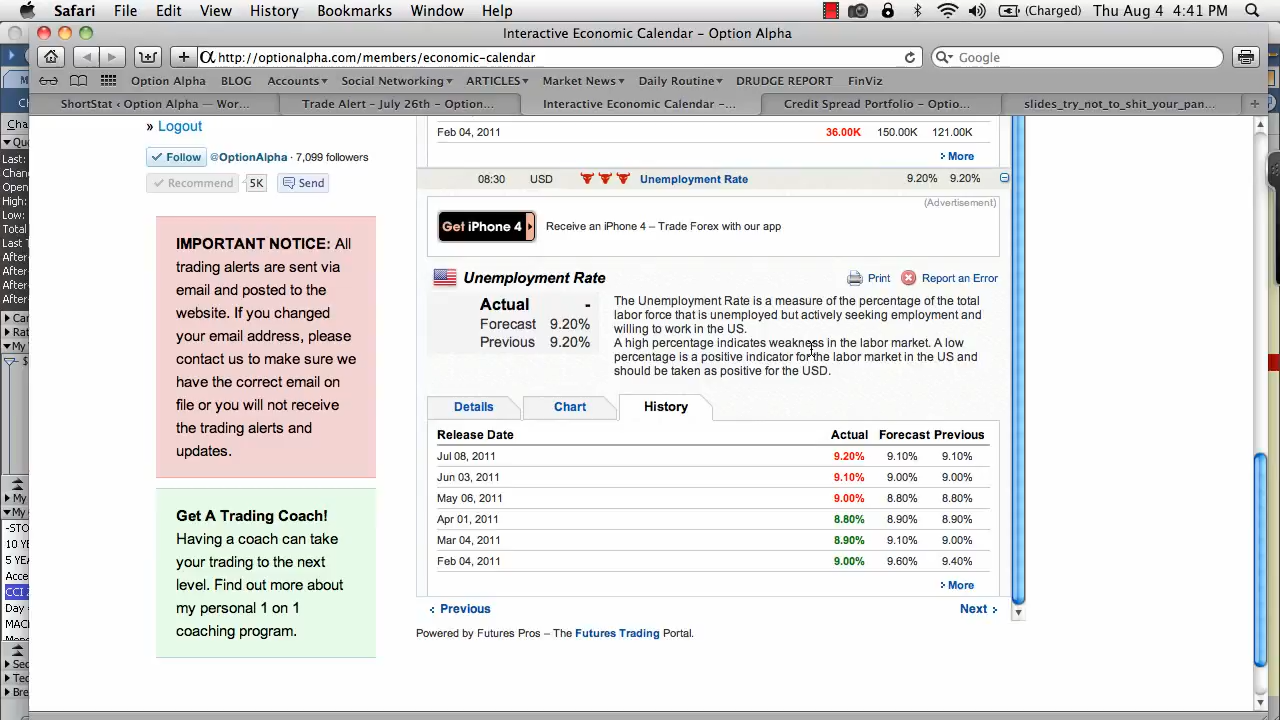 Safari File Edit View History Bookmarks Window Help (Charged) Thu Aug 4 4:41 PM
Interactive Economic Calendar – Option Alpha
http://optionalpha.com/members/economic-calendar Google
Option Alpha BLOG Accounts Social Networking ARTICLES Market News Daily Routine DRUDGE REPORT FinViz
ShortStat ‹ Option Alpha — Wor... Trade Alert – July 26th – Option... Interactive Economic Calendar –... Credit Spread Portfolio – Optio... slides_try_not_to_shit_your_pan...
» Logout
Follow @OptionAlpha · 7,099 followers
Recommend 5K Send
IMPORTANT NOTICE: All
trading alerts are sent via
email and posted to the
website. If you changed
your email address, please
contact us to make sure we
have the correct email on
file or you will not receive
the trading alerts and
updates.
Get A Trading Coach!
Having a coach can take
your trading to the next
level. Find out more about
my personal 1 on 1
coaching program.
Feb 04, 2011 36.00K 150.00K 121.00K
More
08:30 USD Unemployment Rate 9.20% 9.20%
(Advertisement)
Get iPhone 4 Receive an iPhone 4 – Trade Forex with our app
Unemployment Rate Print Report an Error
Actual -
Forecast 9.20%
Previous 9.20%
The Unemployment Rate is a measure of the percentage of the total
labor force that is unemployed but actively seeking employment and
willing to work in the US.
A high percentage indicates weakness in the labor market. A low
percentage is a positive indicator for the labor market in the US and
should be taken as positive for the USD.
Details Chart History
Release Date Actual Forecast Previous
Jul 08, 2011 9.20% 9.10% 9.10%
Jun 03, 2011 9.10% 9.00% 9.00%
May 06, 2011 9.00% 8.80% 8.80%
Apr 01, 2011 8.80% 8.90% 8.90%
Mar 04, 2011 8.90% 9.10% 9.00%
Feb 04, 2011 9.00% 9.60% 9.40%
More
Previous Next
Powered by Futures Pros – The Futures Trading Portal.